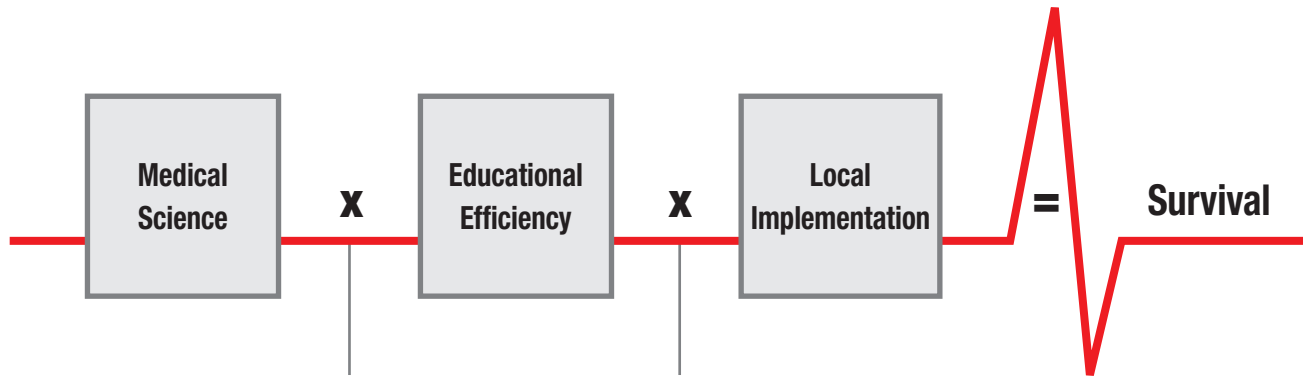 Medical
Science
x
Educational
Efficiency
x
Local
Implementation
=
Survival